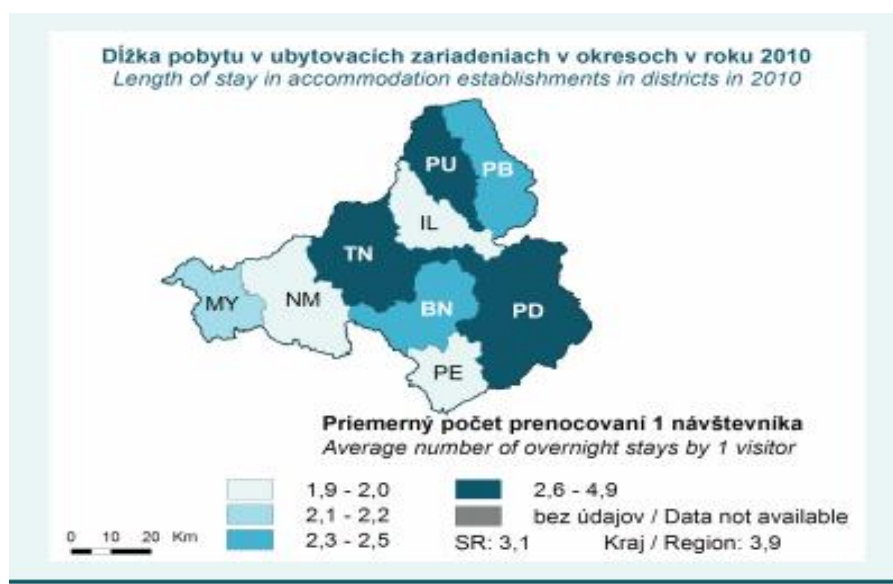 Dĺžka pobytu v ubytovacích zariadeniach v okresoch v roku 2010
Length of stay in accommodation establishments in districts in 2010
PU
PB
IL
TN
MY
NM
BN
PD
PE
Priemerný počet prenocovaní 1 návštevníka
Average number of overnight stays by 1 visitor
1,9 - 2,0
2,6 - 4,9
2,1 - 2,2
bez údajov / Data not available
0 10 20 Km
2,3 - 2,5
SR: 3,1 Kraj / Region: 3,9